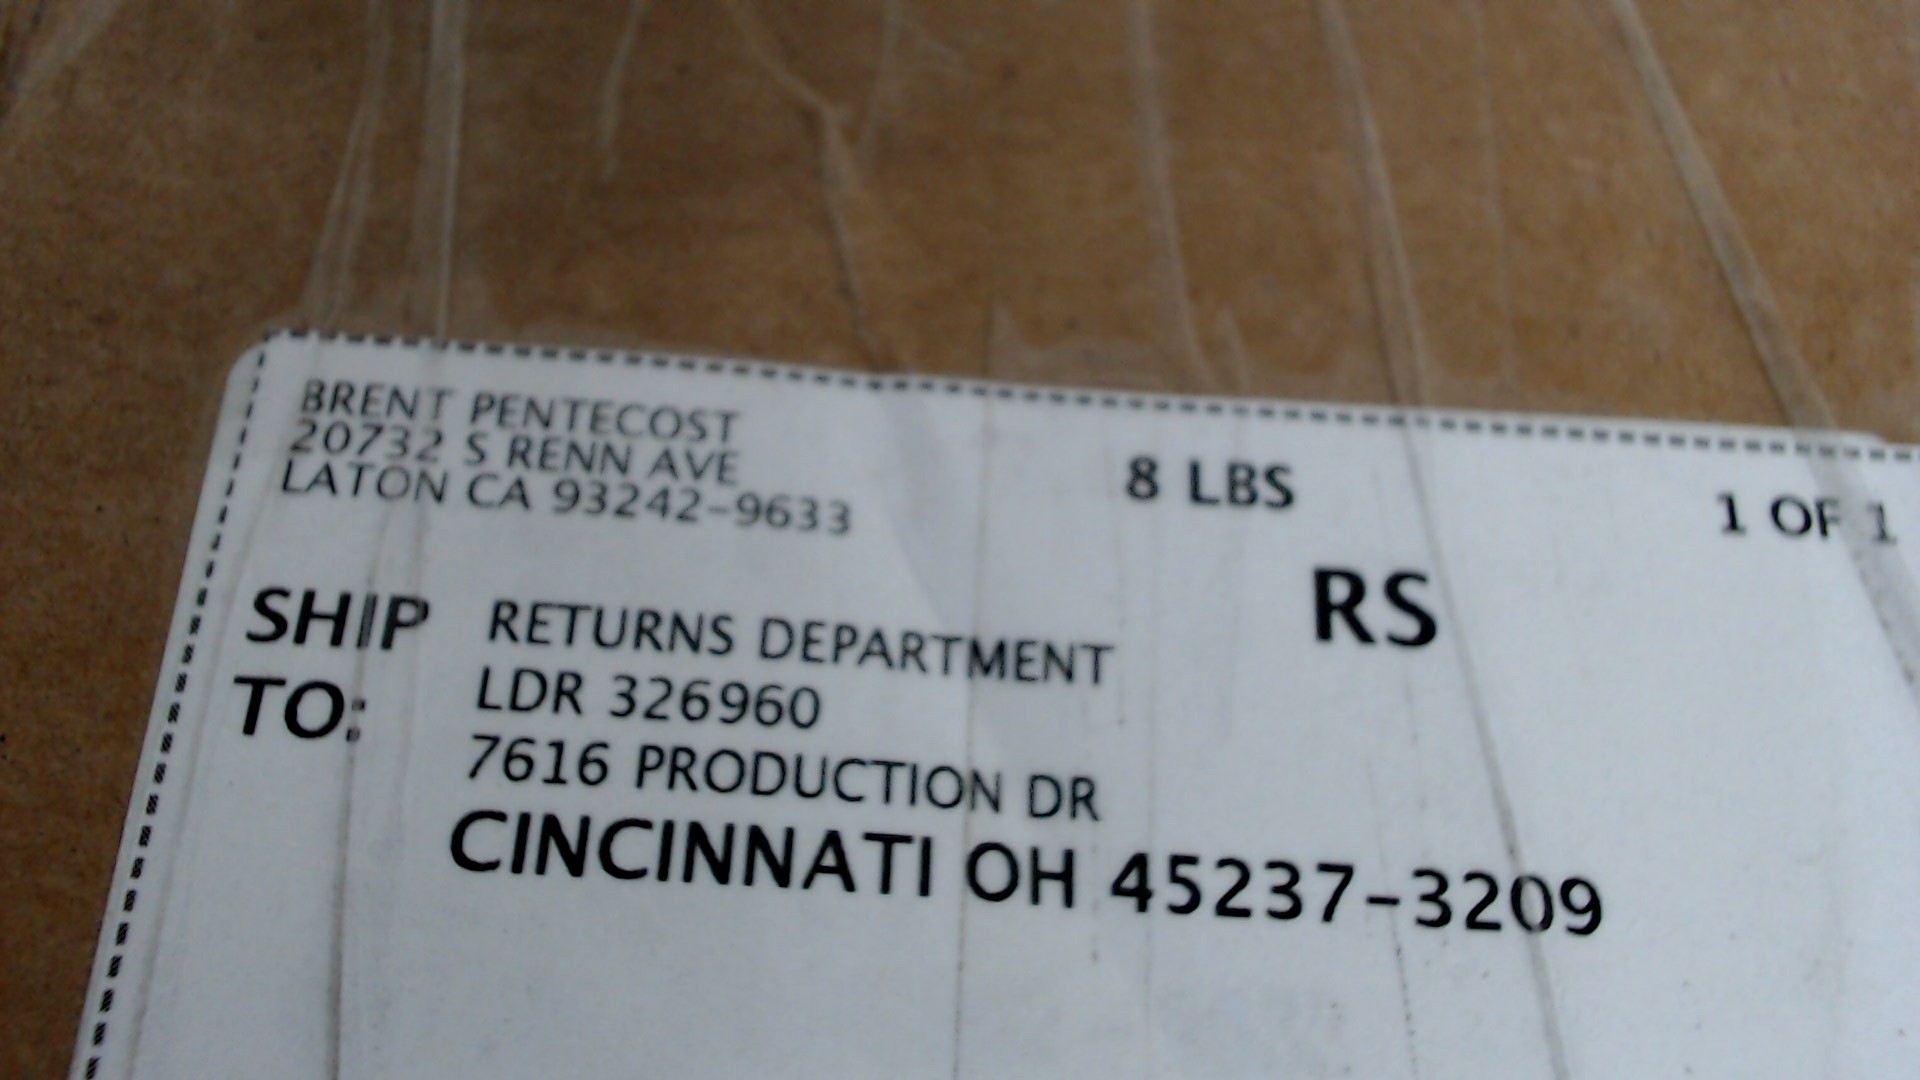 BRENT PENTECOST
20732 S RENN AVE
LATON CA 93242-9633
8 LBS
1 OF 1
RS
SHIP TO:
RETURNS DEPARTMENT
LDR 326960
7616 PRODUCTION DR
CINCINNATI OH 45237-3209